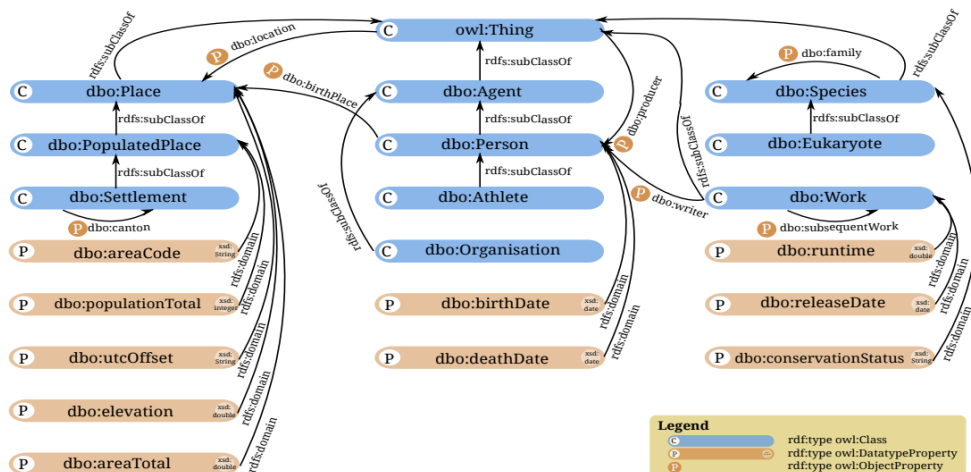 owl:Thing
C
rdfs:subClassOf
P dbo:location
P dbo:birthPlace
rdfs:subClassOf
P dbo:producer
rdfs:subClassOf
P dbo:family
rdfs:subClassOf
C dbo:Place
C dbo:Agent
C dbo:Species
rdfs:subClassOf
rdfs:subClassOf
rdfs:subClassOf
C dbo:PopulatedPlace
C dbo:Person
C dbo:Eukaryote
rdfs:subClassOf
rdfs:subClassOf
rdfs:subClassOf
C dbo:Settlement
C dbo:Athlete
P dbo:writer
C dbo:Work
P dbo:canton
P dbo:subsequentWork
P dbo:areaCode xsd: String
rdfs:domain
C dbo:Organisation
P dbo:runtime xsd: double
rdfs:domain
P dbo:populationTotal xsd: integer
rdfs:domain
P dbo:birthDate xsd: date
rdfs:domain
P dbo:releaseDate xsd: date
rdfs:domain
P dbo:utcOffset xsd: String
rdfs:domain
P dbo:deathDate xsd: date
rdfs:domain
P dbo:conservationStatus xsd: String
rdfs:domain
P dbo:elevation xsd: double
rdfs:domain
P dbo:areaTotal xsd: double
rdfs:domain
Legend
C rdf:type owl:Class
P rdf:type owl:DatatypeProperty
P rdf:type owl:ObjectProperty